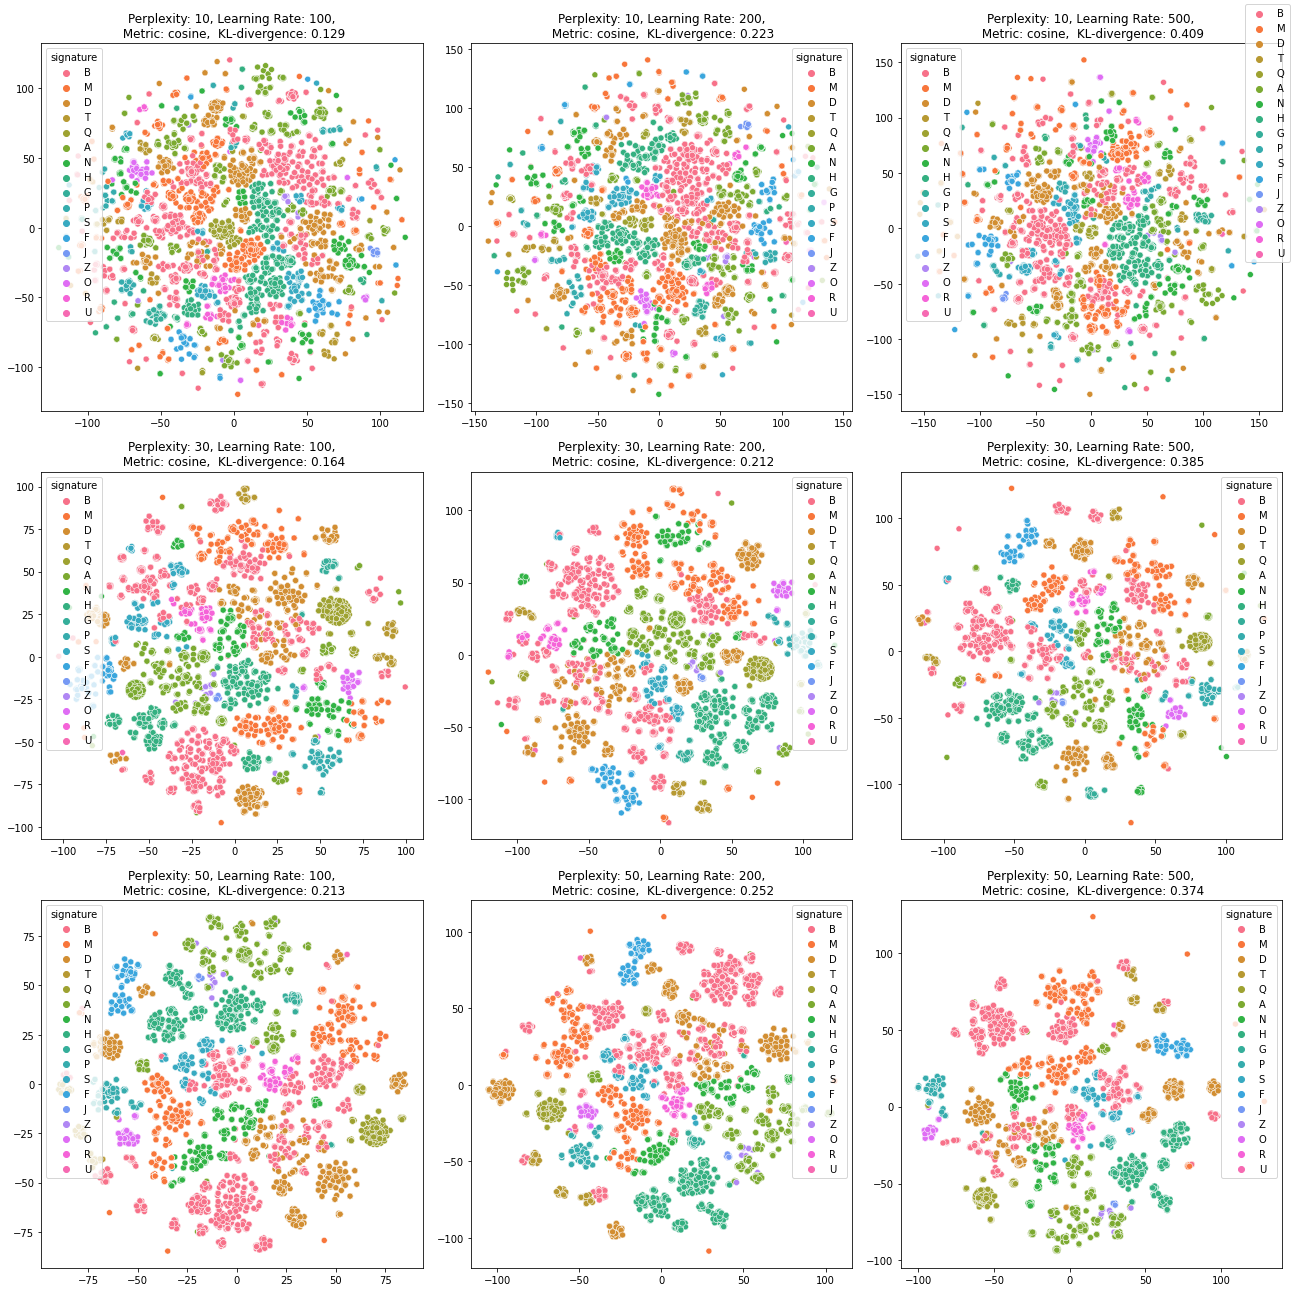 Perplexity: 10, Learning Rate: 100,
Metric: cosine,  KL-divergence: 0.129
signature
B
M
D
T
Q
A
N
H
G
P
S
F
J
Z
O
R
U
100
50
0
−50
−100
−100
−50
0
50
100
Perplexity: 10, Learning Rate: 200,
Metric: cosine,  KL-divergence: 0.223
signature
B
M
D
T
Q
A
N
H
G
P
S
F
J
Z
O
R
U
150
100
50
0
−50
−100
−150
−150
−100
−50
0
50
100
150
Perplexity: 10, Learning Rate: 500,
Metric: cosine,  KL-divergence: 0.409
signature
B
M
D
T
Q
A
N
H
G
P
S
F
J
Z
O
R
U
B
M
D
T
Q
A
N
H
G
P
S
F
J
Z
O
R
U
150
100
50
0
−50
−100
−150
−150
−100
−50
0
50
100
150
Perplexity: 30, Learning Rate: 100,
Metric: cosine,  KL-divergence: 0.164
signature
B
M
D
T
Q
A
N
H
G
P
S
F
J
Z
O
R
U
100
75
50
25
0
−25
−50
−75
−100
−100
−75
−50
−25
0
25
50
75
100
Perplexity: 30, Learning Rate: 200,
Metric: cosine,  KL-divergence: 0.212
signature
B
M
D
T
Q
A
N
H
G
P
S
F
J
Z
O
R
U
100
50
0
−50
−100
−100
−50
0
50
100
Perplexity: 30, Learning Rate: 500,
Metric: cosine,  KL-divergence: 0.385
signature
B
M
D
T
Q
A
N
H
G
P
S
F
J
Z
O
R
U
100
50
0
−50
−100
−100
−50
0
50
100
Perplexity: 50, Learning Rate: 100,
Metric: cosine,  KL-divergence: 0.213
signature
B
M
D
T
Q
A
N
H
G
P
S
F
J
Z
O
R
U
75
50
25
0
−25
−50
−75
−75
−50
−25
0
25
50
75
Perplexity: 50, Learning Rate: 200,
Metric: cosine,  KL-divergence: 0.252
signature
B
M
D
T
Q
A
N
H
G
P
S
F
J
Z
O
R
U
100
50
0
−50
−100
−100
−50
0
50
100
Perplexity: 50, Learning Rate: 500,
Metric: cosine,  KL-divergence: 0.374
signature
B
M
D
T
Q
A
N
H
G
P
S
F
J
Z
O
R
U
100
50
0
−50
−100
−100
−50
0
50
100